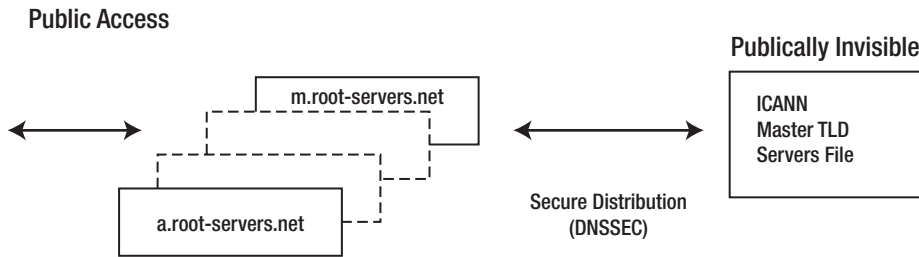 Public Access
Publically Invisible
m.root-servers.net
ICANN
Master TLD
Servers File
a.root-servers.net
Secure Distribution
(DNSSEC)